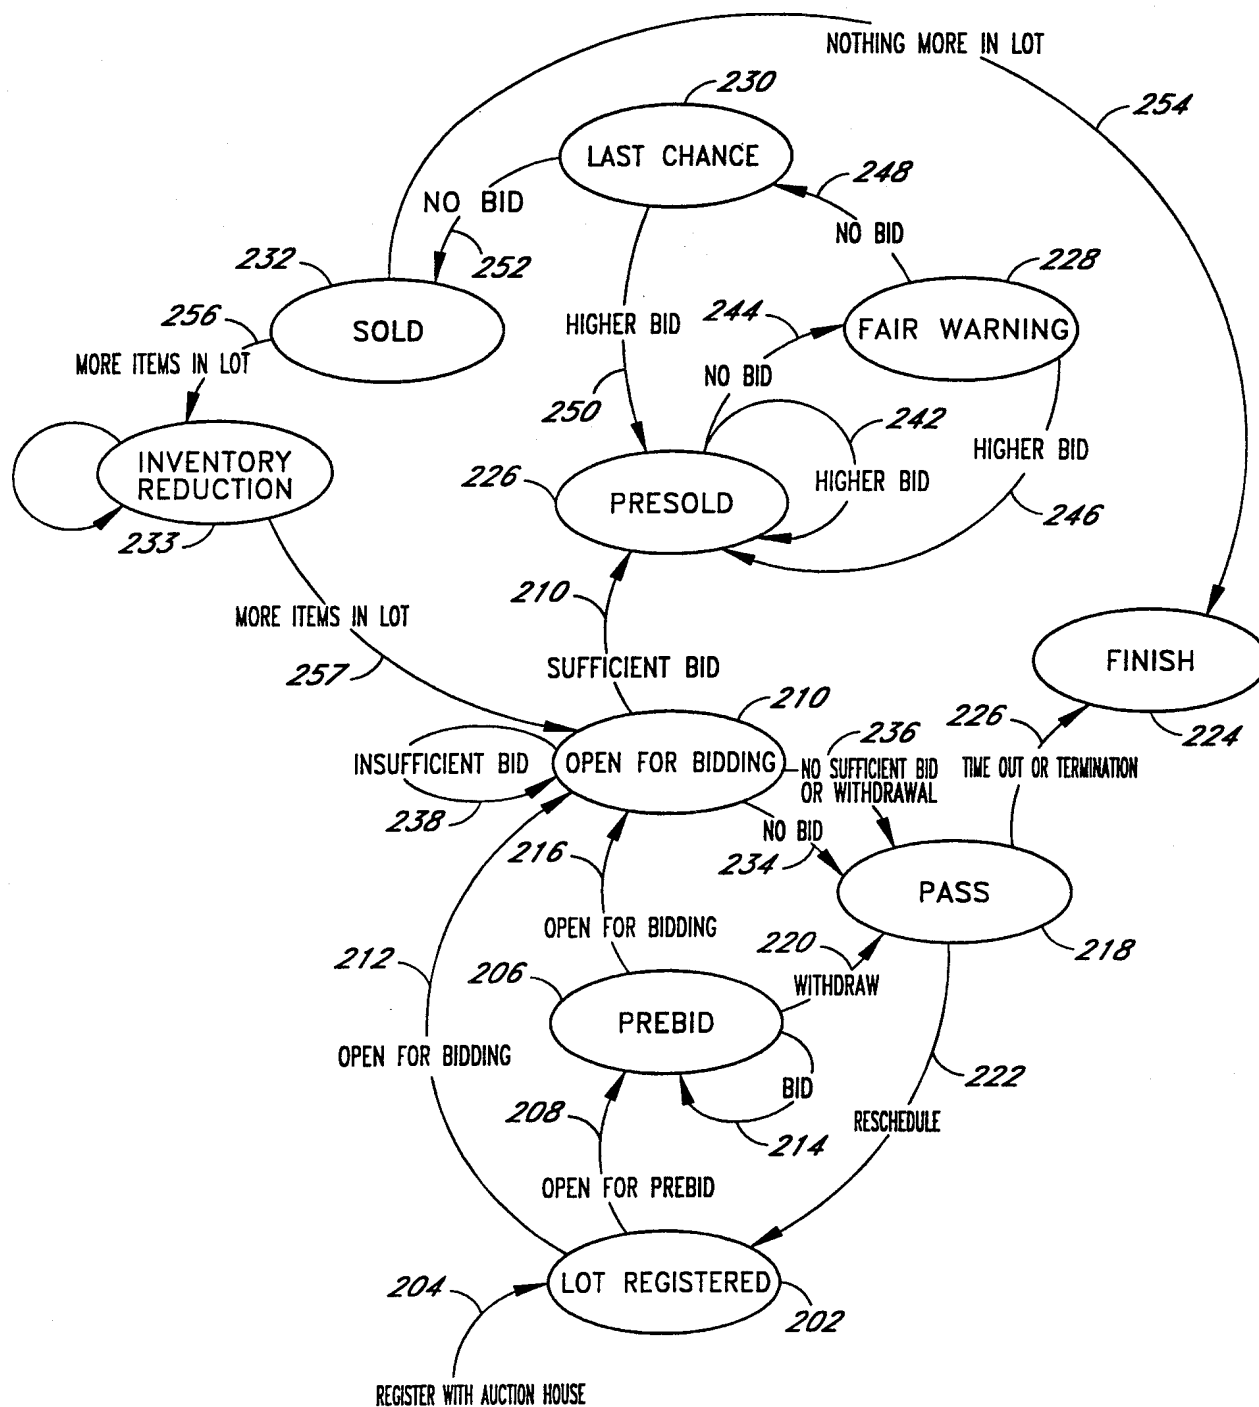 NOTHING MORE IN LOT
230
254
LAST CHANCE
248
NO BID
NO BID
232
252
228
256
SOLD
244
FAIR WARNING
HIGHER BID
MORE ITEMS IN LOT
NO BID
250
242
INVENTORY
REDUCTION
226
HIGHER BID
HIGHER BID
PRESOLD
246
233
210
MORE ITEMS IN LOT
257
SUFFICIENT BID
FINISH
210
226
236
224
INSUFFICIENT BID
OPEN FOR BIDDING
NO SUFFICIENT BID
OR WITHDRAWAL
TIME OUT OR TERMINATION
238
NO BID
216
234
PASS
OPEN FOR BIDDING
212
220
218
206
WITHDRAW
PREBID
OPEN FOR BIDDING
222
BID
208
214
RESCHEDULE
OPEN FOR PREBID
204
LOT REGISTERED
202
REGISTER WITH AUCTION HOUSE